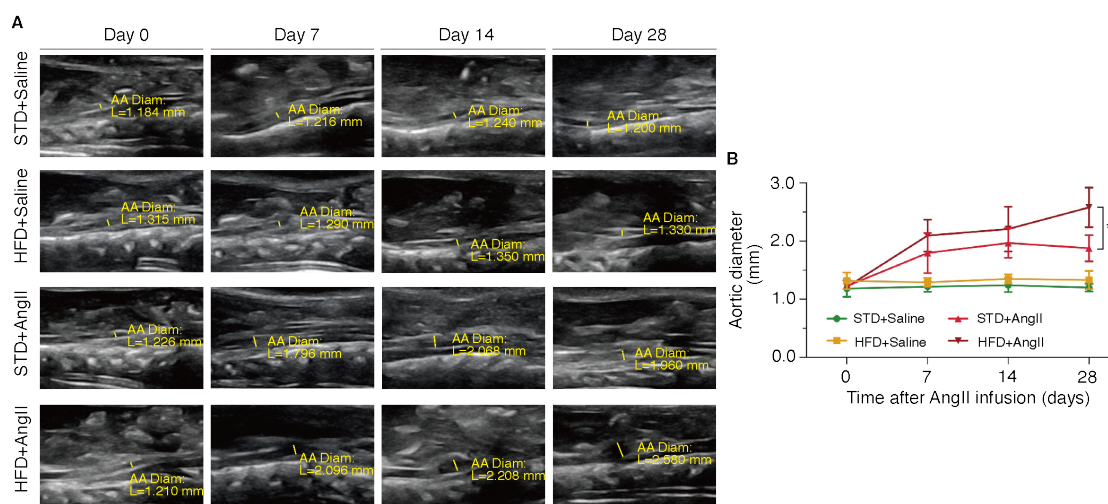 A
Day 0
Day 7
Day 14
Day 28
STD+Saline
AA Diam:
L=1.184 mm
AA Diam:
L=1.216 mm
AA Diam:
L=1.240 mm
AA Diam:
L=1.200 mm
HFD+Saline
AA Diam:
L=1.315 mm
AA Diam:
L=1.290 mm
AA Diam:
L=1.350 mm
AA Diam:
L=1.330 mm
STD+AngII
AA Diam:
L=1.226 mm
AA Diam:
L=1.796 mm
AA Diam:
L=2.068 mm
AA Diam:
L=1.960 mm
HFD+AngII
AA Diam:
L=1.210 mm
AA Diam:
L=2.096 mm
AA Diam:
L=2.208 mm
AA Diam:
L=2.580 mm
B
Aortic diameter
(mm)
3.0
2.0
1.0
0.0
STD+Saline
STD+AngII
HFD+Saline
HFD+AngII
0
7
14
28
Time after AngII infusion (days)